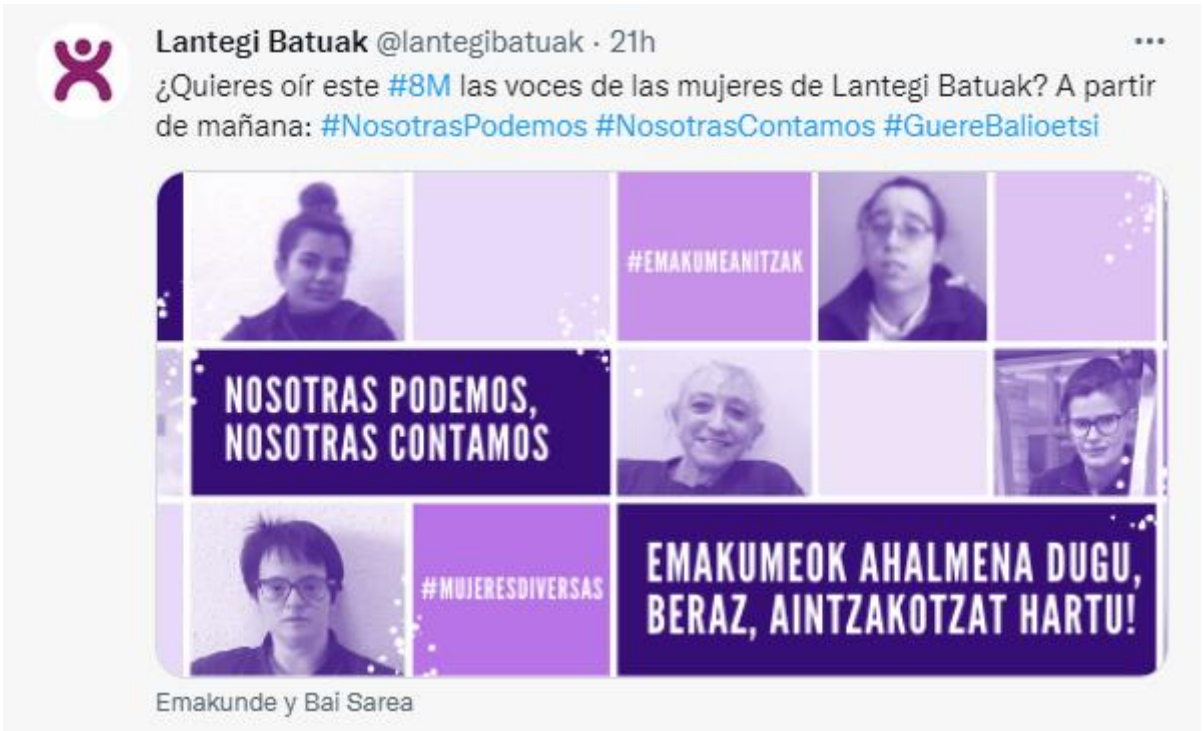 Lantegi Batuak @lantegibatuak · 21h
¿Quieres oír este #8M las voces de las mujeres de Lantegi Batuak? A partir
de mañana: #NosotrasPodemos #NosotrasContamos #GuereBalioetsi
#EMAKUMEANITZAK
NOSOTRAS PODEMOS,
NOSOTRAS CONTAMOS
#MUJERESDIVERSAS
EMAKUMEOK AHALMENA DUGU,
BERAZ, AINTZAKOTZAT HARTU!
Emakunde y Bai Sarea